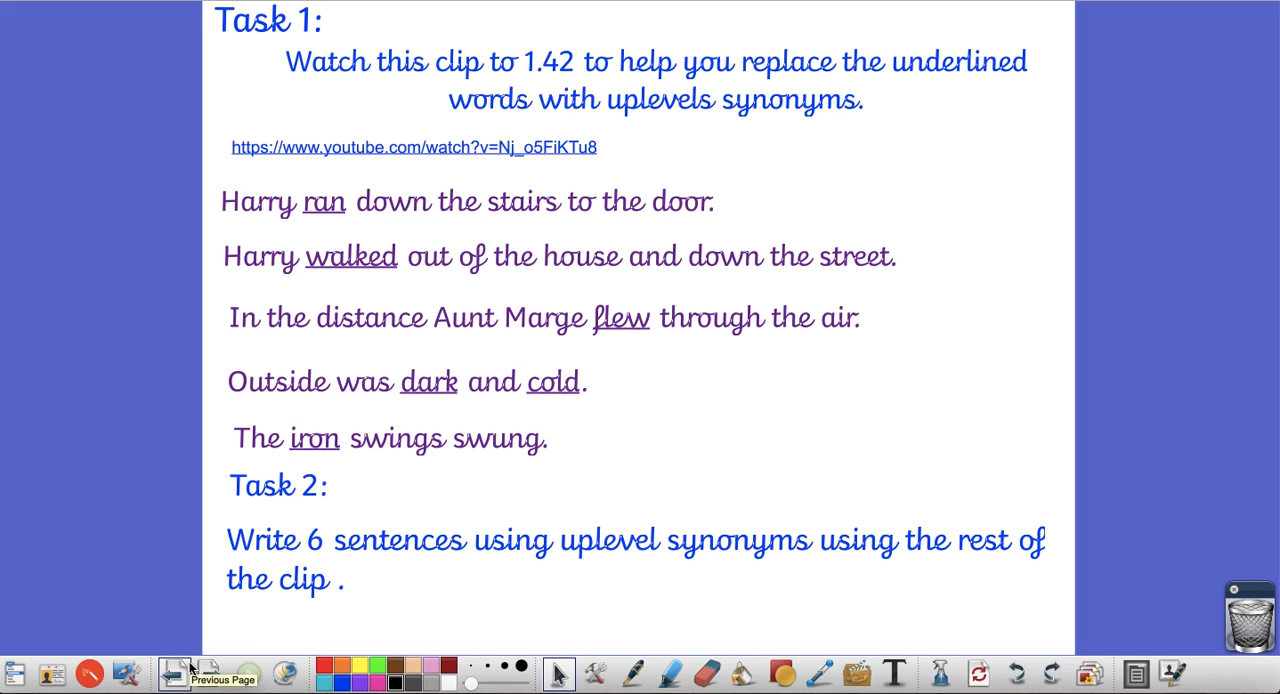 Task 1:
Watch this clip to 1.42 to help you replace the underlined
words with uplevels synonyms.
https://www.youtube.com/watch?v=Nj_o5FiKTu8
Harry ran down the stairs to the door.
Harry walked out of the house and down the street.
In the distance Aunt Marge flew through the air.
Outside was dark and cold.
The iron swings swung.
Task 2:
Write 6 sentences using uplevel synonyms using the rest of
the clip .
Previous Page
T